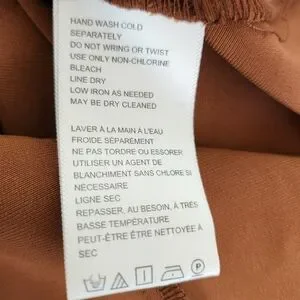 HAND WASH COLD
SEPARATELY
DO NOT WRING OR TWIST
USE ONLY NON-CHLORINE
BLEACH
LINE DRY
LOW IRON AS NEEDED
MAY BE DRY CLEANED
LAVER À LA MAIN À L'EAU
FROIDE SÉPARÉMENT
NE PAS TORDRE OU ESSORER
UTILISER UN AGENT DE
BLANCHIMENT SANS CHLORE SI
NÉCESSAIRE
LIGNE SEC
REPASSER, AU BESOIN, À TRÈS
BASSE TEMPÉRATURE
PEUT-ÊTRE ÊTRE NETTOYÉE À
SEC
P